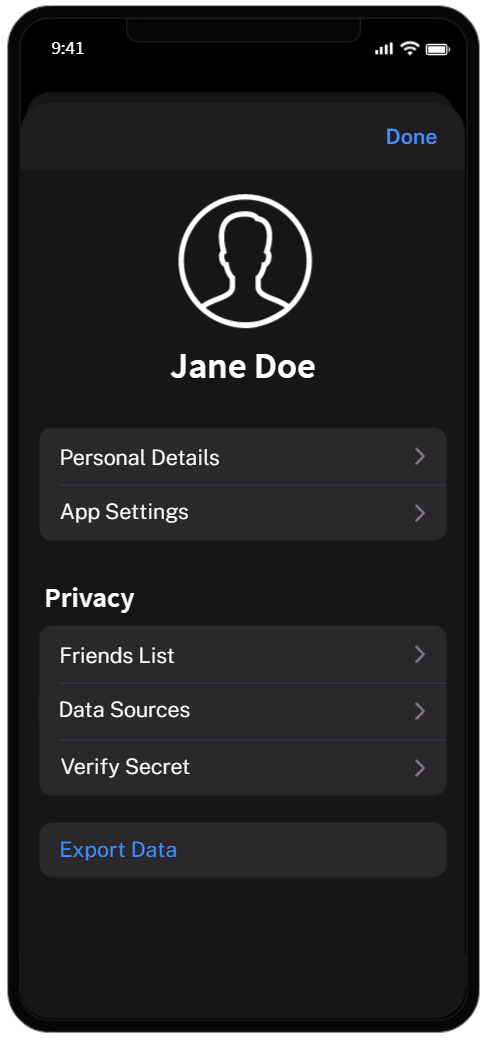 9:41
Done
Jane Doe
Personal Details
App Settings
Privacy
Friends List
Data Sources
Verify Secret
Export Data